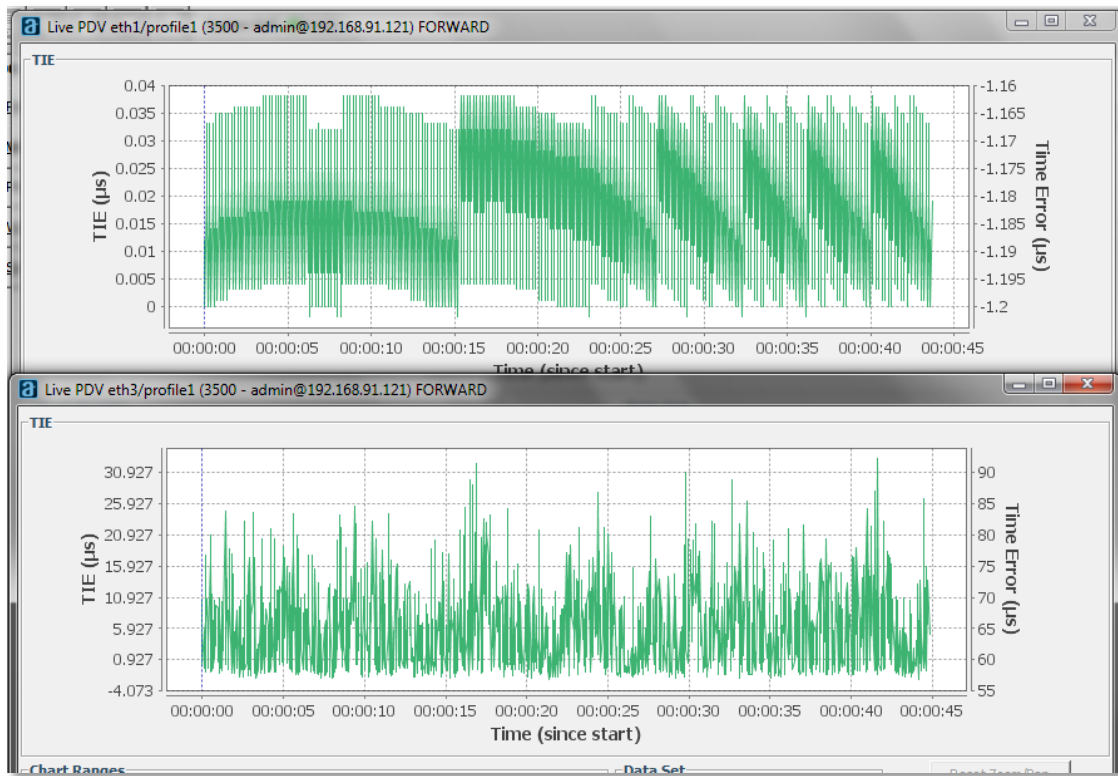 Live PDV eth1/profile1 (3500 - admin@192.168.91.121) FORWARD
TIE
0.04
0.035
0.03
0.025
0.02
0.015
0.01
0.005
0
TIE (µs)
-1.16
-1.165
-1.17
-1.175
-1.18
-1.185
-1.19
-1.195
-1.2
Time Error (µs)
00:00:00 00:00:05 00:00:10 00:00:15 00:00:20 00:00:25 00:00:30 00:00:35 00:00:40 00:00:45
Time (since start)
Live PDV eth3/profile1 (3500 - admin@192.168.91.121) FORWARD
TIE
30.927
25.927
20.927
15.927
10.927
5.927
0.927
-4.073
TIE (µs)
90
85
80
75
70
65
60
55
Time Error (µs)
00:00:00 00:00:05 00:00:10 00:00:15 00:00:20 00:00:25 00:00:30 00:00:35 00:00:40 00:00:45
Time (since start)
Chart Ranges
Data Set
Reset Zoom/Pan